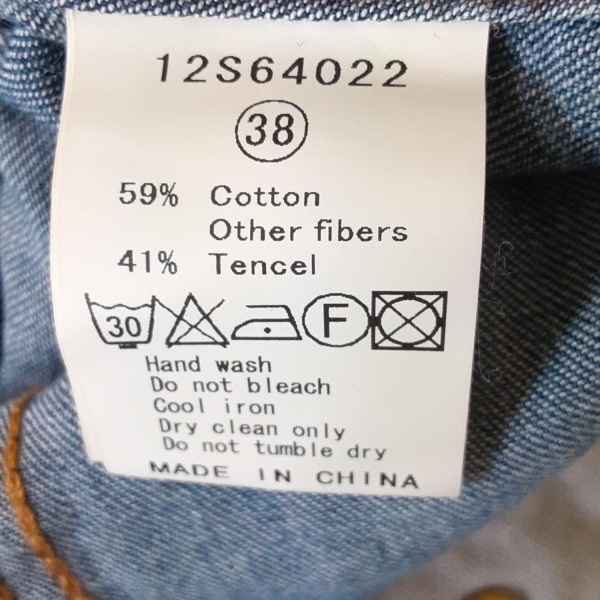 12S64022
38
59% Cotton
Other fibers
41% Tencel
30 F
Hand wash
Do not bleach
Cool iron
Dry clean only
Do not tumble dry
MADE IN CHINA